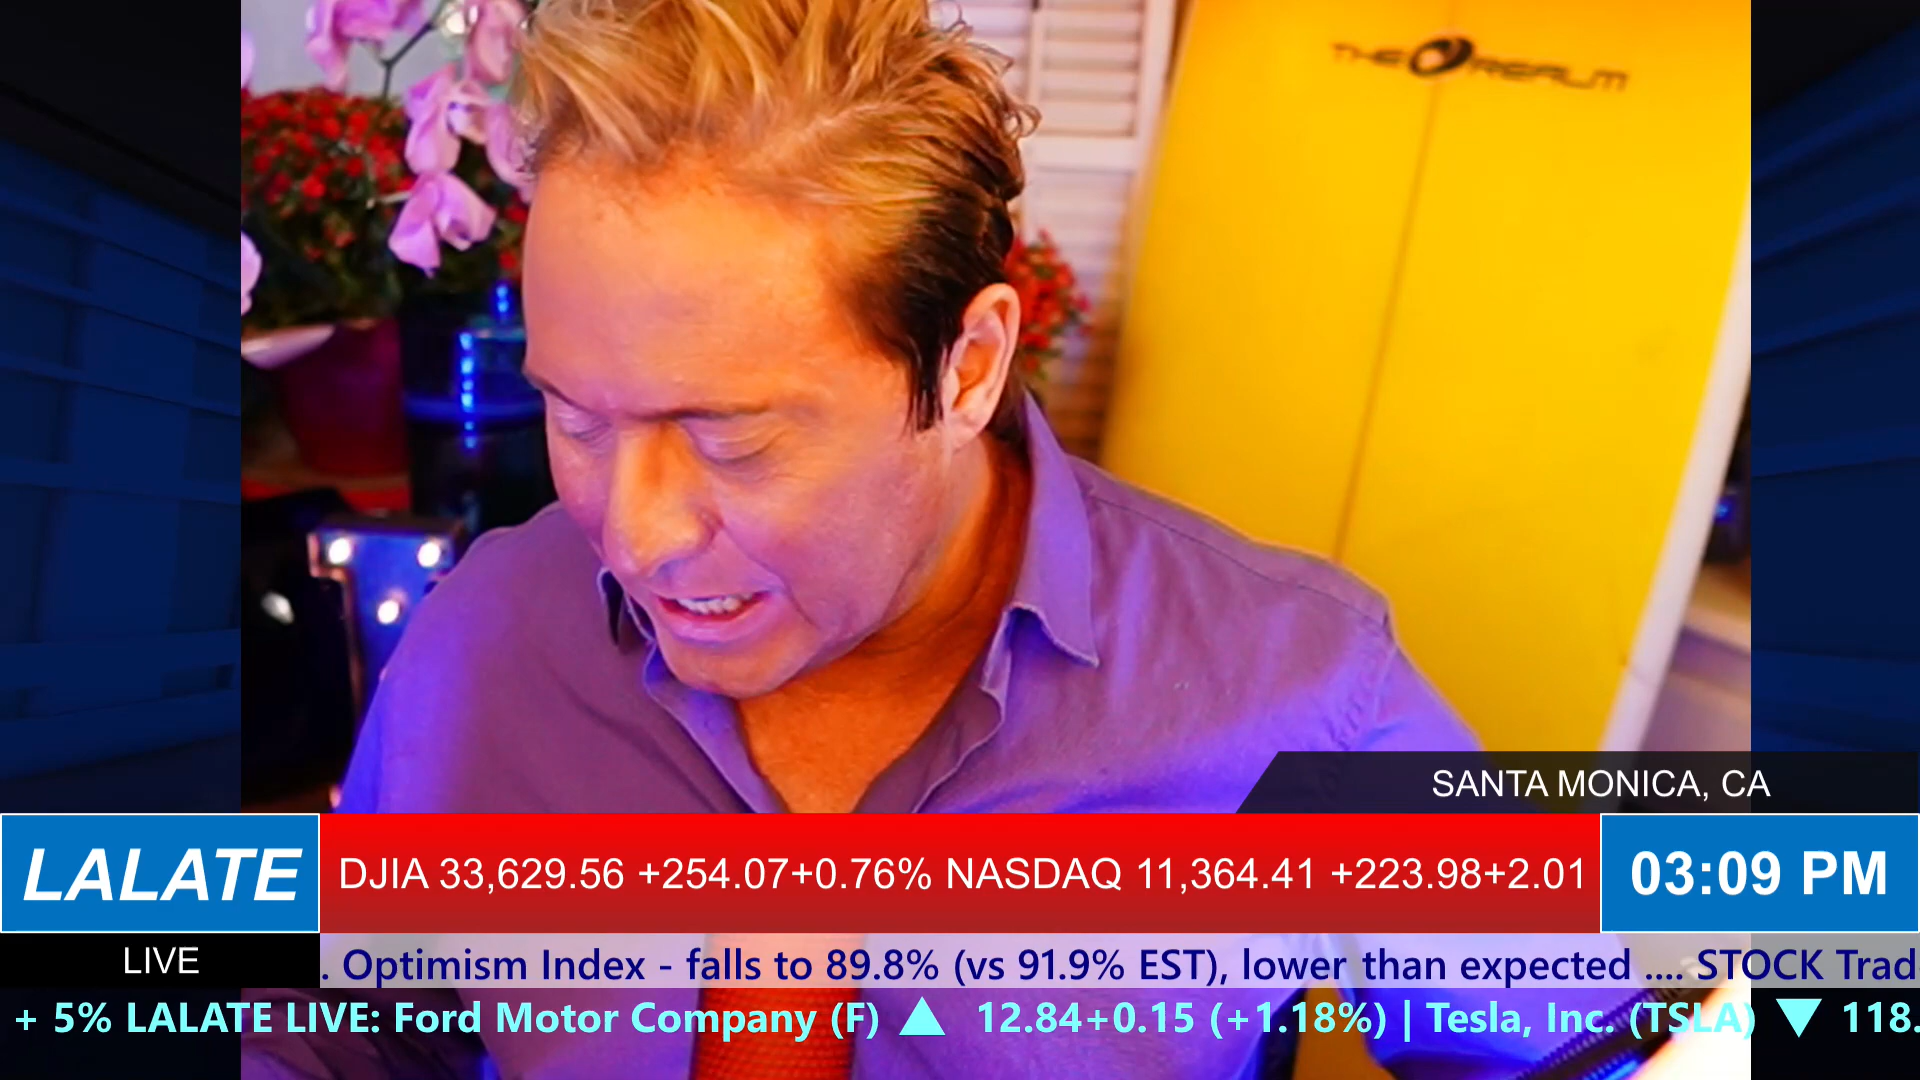 THE REALM
SANTA MONICA, CA
LALATE
DJIA 33,629.56 +254.07+0.76% NASDAQ 11,364.41 +223.98+2.01
03:09 PM
LIVE
. Optimism Index - falls to 89.8% (vs 91.9% EST), lower than expected .... STOCK Trad
+ 5% LALATE LIVE: Ford Motor Company (F) ▲ 12.84+0.15 (+1.18%) | Tesla, Inc. (TSLA) ▼ 118.